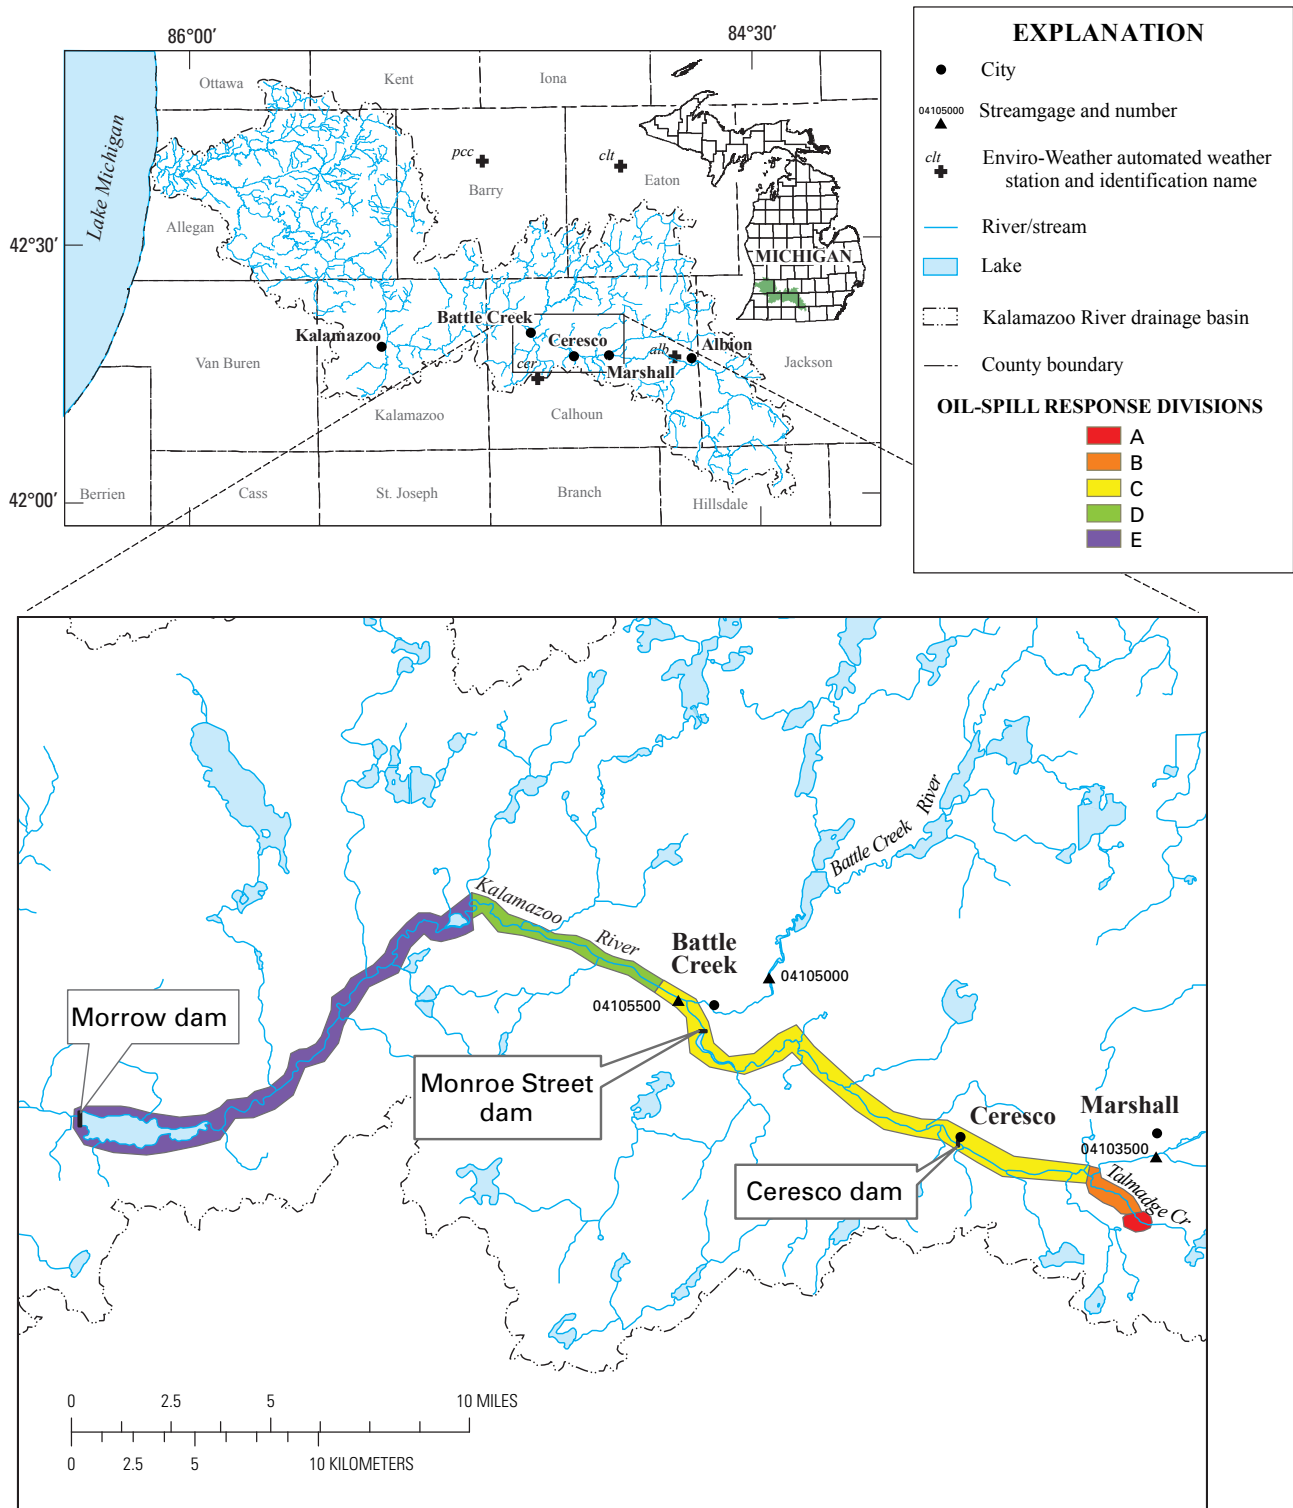 86°00'
84°30'
Ottawa
Kent
Iona
Lake Michigan
pcc
clt
Barry
Eaton
Allegan
42°30'
MICHIGAN
Battle Creek
Kalamazoo
Ceresco
Albion
alb
cer
Marshall
Van Buren
Jackson
Kalamazoo
Calhoun
42°00'
Berrien
Cass
St. Joseph
Branch
Hillsdale
EXPLANATION
City
04105000
Streamgage and number
clt
Enviro-Weather automated weather
station and identification name
River/stream
Lake
Kalamazoo River drainage basin
County boundary
OIL-SPILL RESPONSE DIVISIONS
A
B
C
D
E
Battle Creek River
Kalamazoo River
Battle
Creek
04105000
04105500
Morrow dam
Monroe Street
dam
Ceresco
Marshall
04103500
Ceresco dam
Talmadge Cr
0 2.5 5 10 MILES
0 2.5 5 10 KILOMETERS